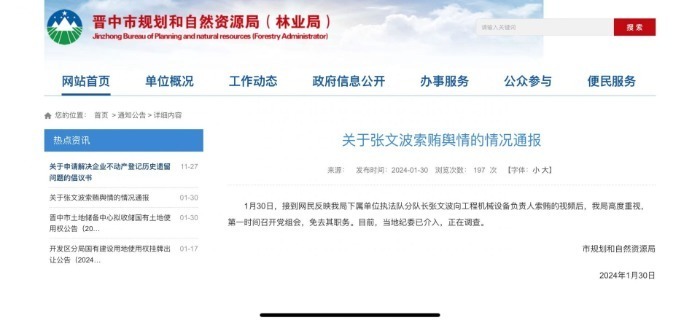 晋中市规划和自然资源局（林业局）
Jinzhong Bureau of Planning and natural resources (Forestry Administrator)
请输入关键词
搜 索
网站首页 单位概况 工作动态 政府信息公开 办事服务 公众参与 便民服务
您的位置： 首页 >通知公告>详细内容
热点资讯
关于申请解决企业不动产登记历史遗留 11-27
问题的倡议书
关于张文波索贿舆情的情况通报 01-30
晋中市土地储备中心拟收储国有土地使 01-30
用权公告（20...
开发区分局国有建设用地使用权挂牌出 01-17
让公告（2024...
关于张文波索贿舆情的情况通报
来源： 发布时间：2024-01-30 浏览次数： 197 次 【字体：小 大】
1月30日，接到网民反映我局下属单位执法队分队长张文波向工程机械设备负责人索贿的视频后，我局高度重视，
第一时间召开党组会，免去其职务。目前，当地纪委已介入，正在调查。
市规划和自然资源局
2024年1月30日